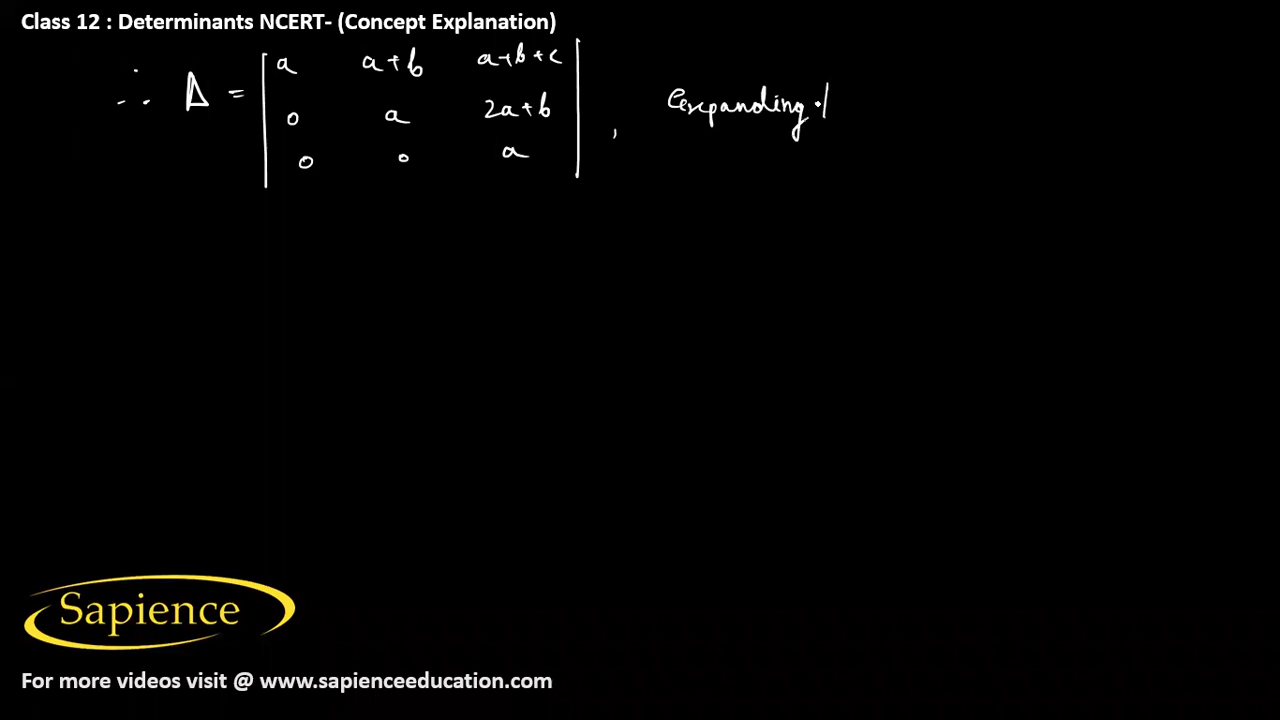 Class 12 : Determinants NCERT- (Concept Explanation)
∴ Δ = | a a+b a+b+c |
| 0 a 2a+b | , expanding
| 0 0 a |
Sapience
For more videos visit @ www.sapienceeducation.com